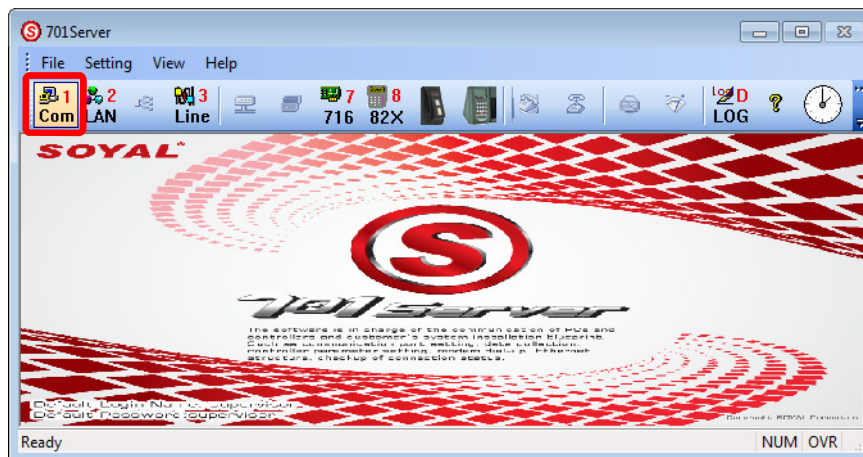 701Server
File Setting View Help
1 2 3 7 8 D
Com LAN Line 716 82X LOG
SOYAL
S
701 Server
The software is in charge of the communication of PCs and
controllers and customer's system installation blueprint.
Such as communication port setting, data collection,
controller parameter setting, modem dial-up, Ethernet
structure, checkup of connection status.
Default Login Name: Supervisor
Default Password: supervisor
Ready NUM OVR